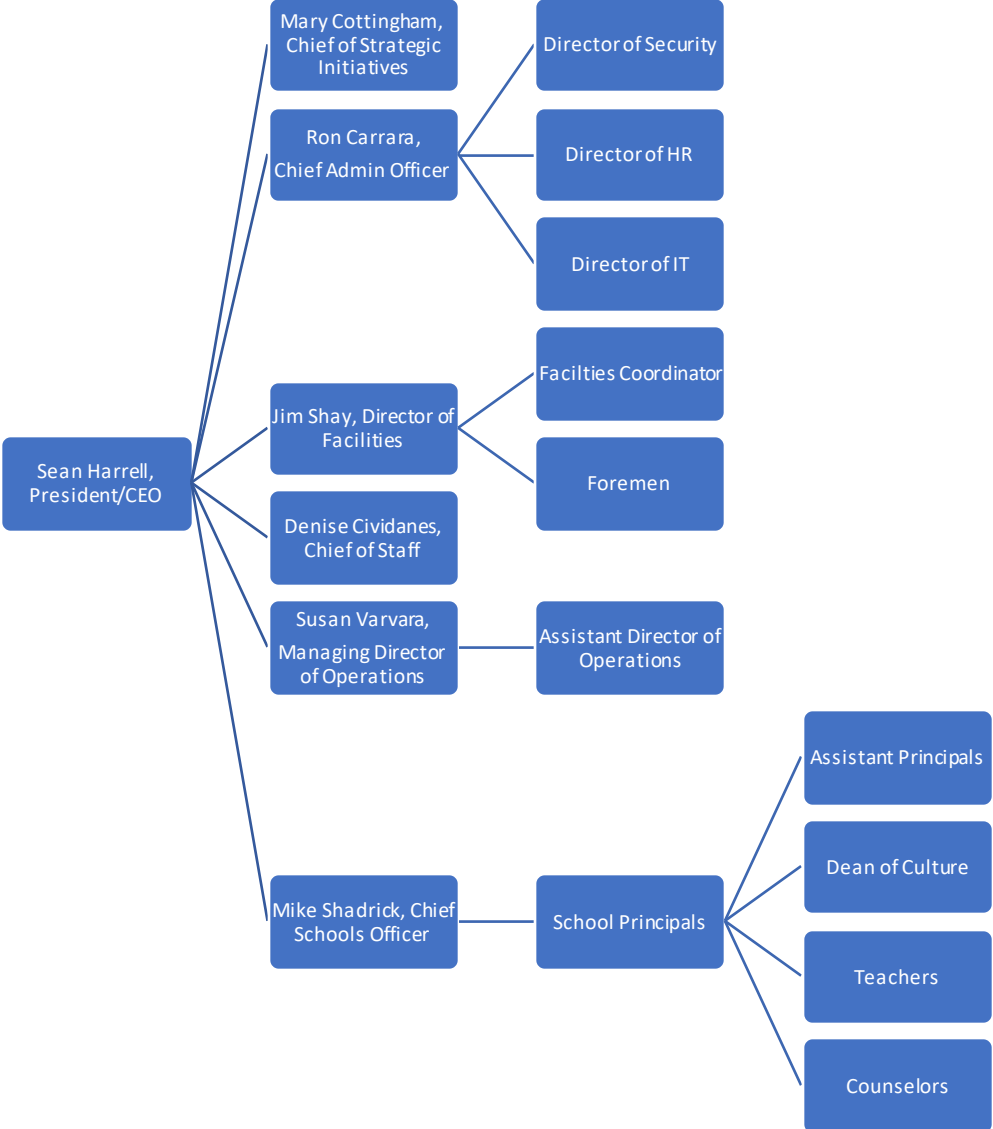 Mary Cottingham,
Chief of Strategic
Initiatives
Director of Security
Ron Carrara,
Chief Admin Officer
Director of HR
Director of IT
Facilties Coordinator
Jim Shay, Director of
Facilities
Foremen
Sean Harrell,
President/CEO
Denise Cividanes,
Chief of Staff
Susan Varvara,
Managing Director
of Operations
Assistant Director of
Operations
Assistant Principals
Dean of Culture
Mike Shadrick, Chief
Schools Officer
School Principals
Teachers
Counselors